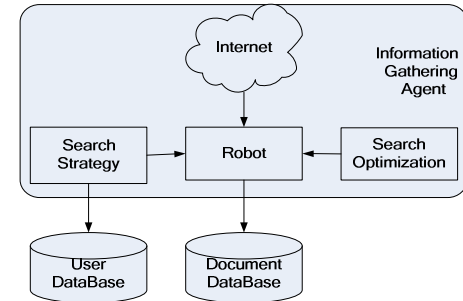 Internet
Information
Gathering
Agent
Search
Strategy
Robot
Search
Optimization
User
DataBase
Document
DataBase